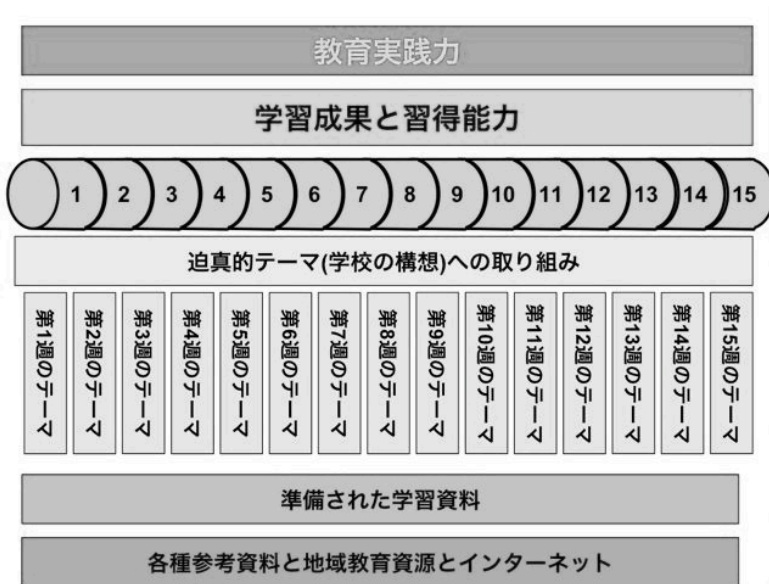 教育実践力
学習成果と習得能力
1 2 3 4 5 6 7 8 9 10 11 12 13 14 15
迫真的テーマ(学校の構想)への取り組み
第1週のテーマ
第2週のテーマ
第3週のテーマ
第4週のテーマ
第5週のテーマ
第6週のテーマ
第7週のテーマ
第8週のテーマ
第9週のテーマ
第10週のテーマ
第11週のテーマ
第12週のテーマ
第13週のテーマ
第14週のテーマ
第15週のテーマ
準備された学習資料
各種参考資料と地域教育資源とインターネット